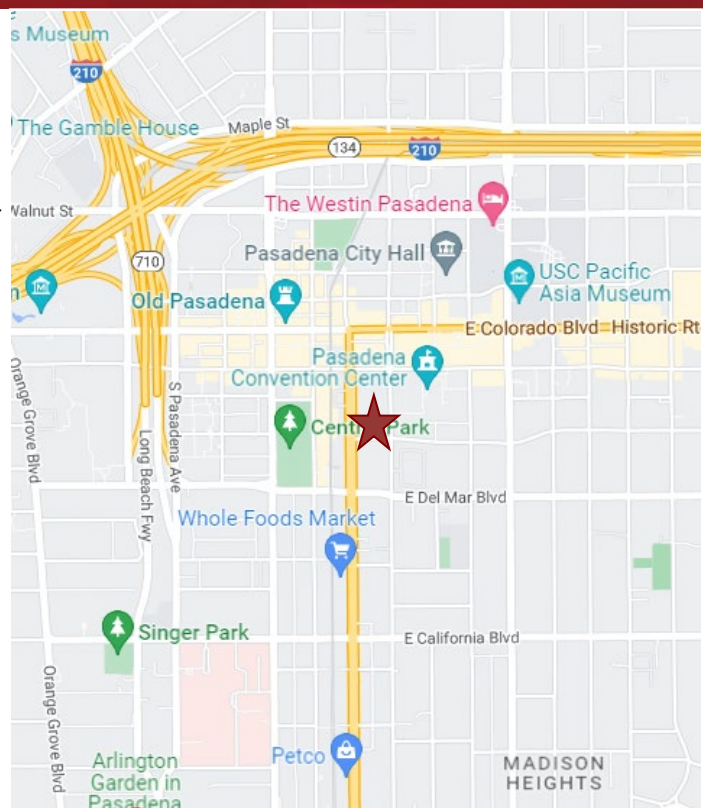 s Museum
210
The Gamble House
Maple St
134
210
Walnut St
The Westin Pasadena
Pasadena City Hall
710
USC Pacific
Asia Museum
Old Pasadena
E Colorado Blvd
Historic Rt
Pasadena
Convention Center
Orange Grove Blvd
S Pasadena Ave
Long Beach Fwy
Park
E Del Mar Blvd
Whole Foods Market
Singer Park
E California Blvd
Orange Grove Blvd
Petco
Arlington
Garden in
Pasadena
MADISON
HEIGHTS